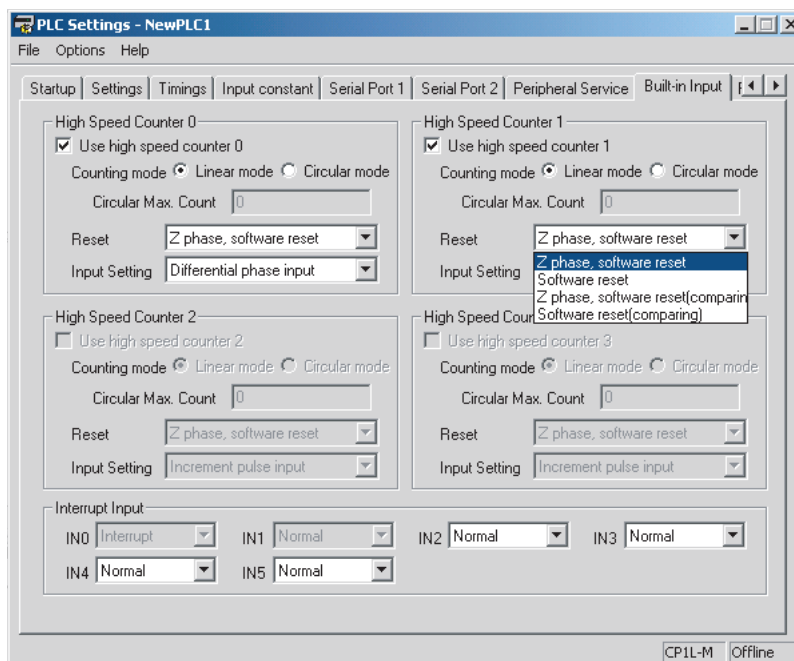 PLC Settings - NewPLC1
File Options Help
Startup Settings Timings Input constant Serial Port 1 Serial Port 2 Peripheral Service Built-in Input
High Speed Counter 0
Use high speed counter 0
Counting mode Linear mode Circular mode
Circular Max. Count 0
Reset Z phase, software reset
Input Setting Differential phase input
High Speed Counter 1
Use high speed counter 1
Counting mode Linear mode Circular mode
Circular Max. Count 0
Reset Z phase, software reset
Input Setting
Z phase, software reset
Software reset
Z phase, software reset(comparin
Software reset(comparing)
High Speed Counter 2
Use high speed counter 2
Counting mode Linear mode Circular mode
Circular Max. Count 0
Reset Z phase, software reset
Input Setting Increment pulse input
High Speed Cour
Use high speed counter 3
Counting mode Linear mode Circular mode
Circular Max. Count 0
Reset Z phase, software reset
Input Setting Increment pulse input
Interrupt Input
IN0 Interrupt IN1 Normal IN2 Normal IN3 Normal
IN4 Normal IN5 Normal
CP1L-M Offline